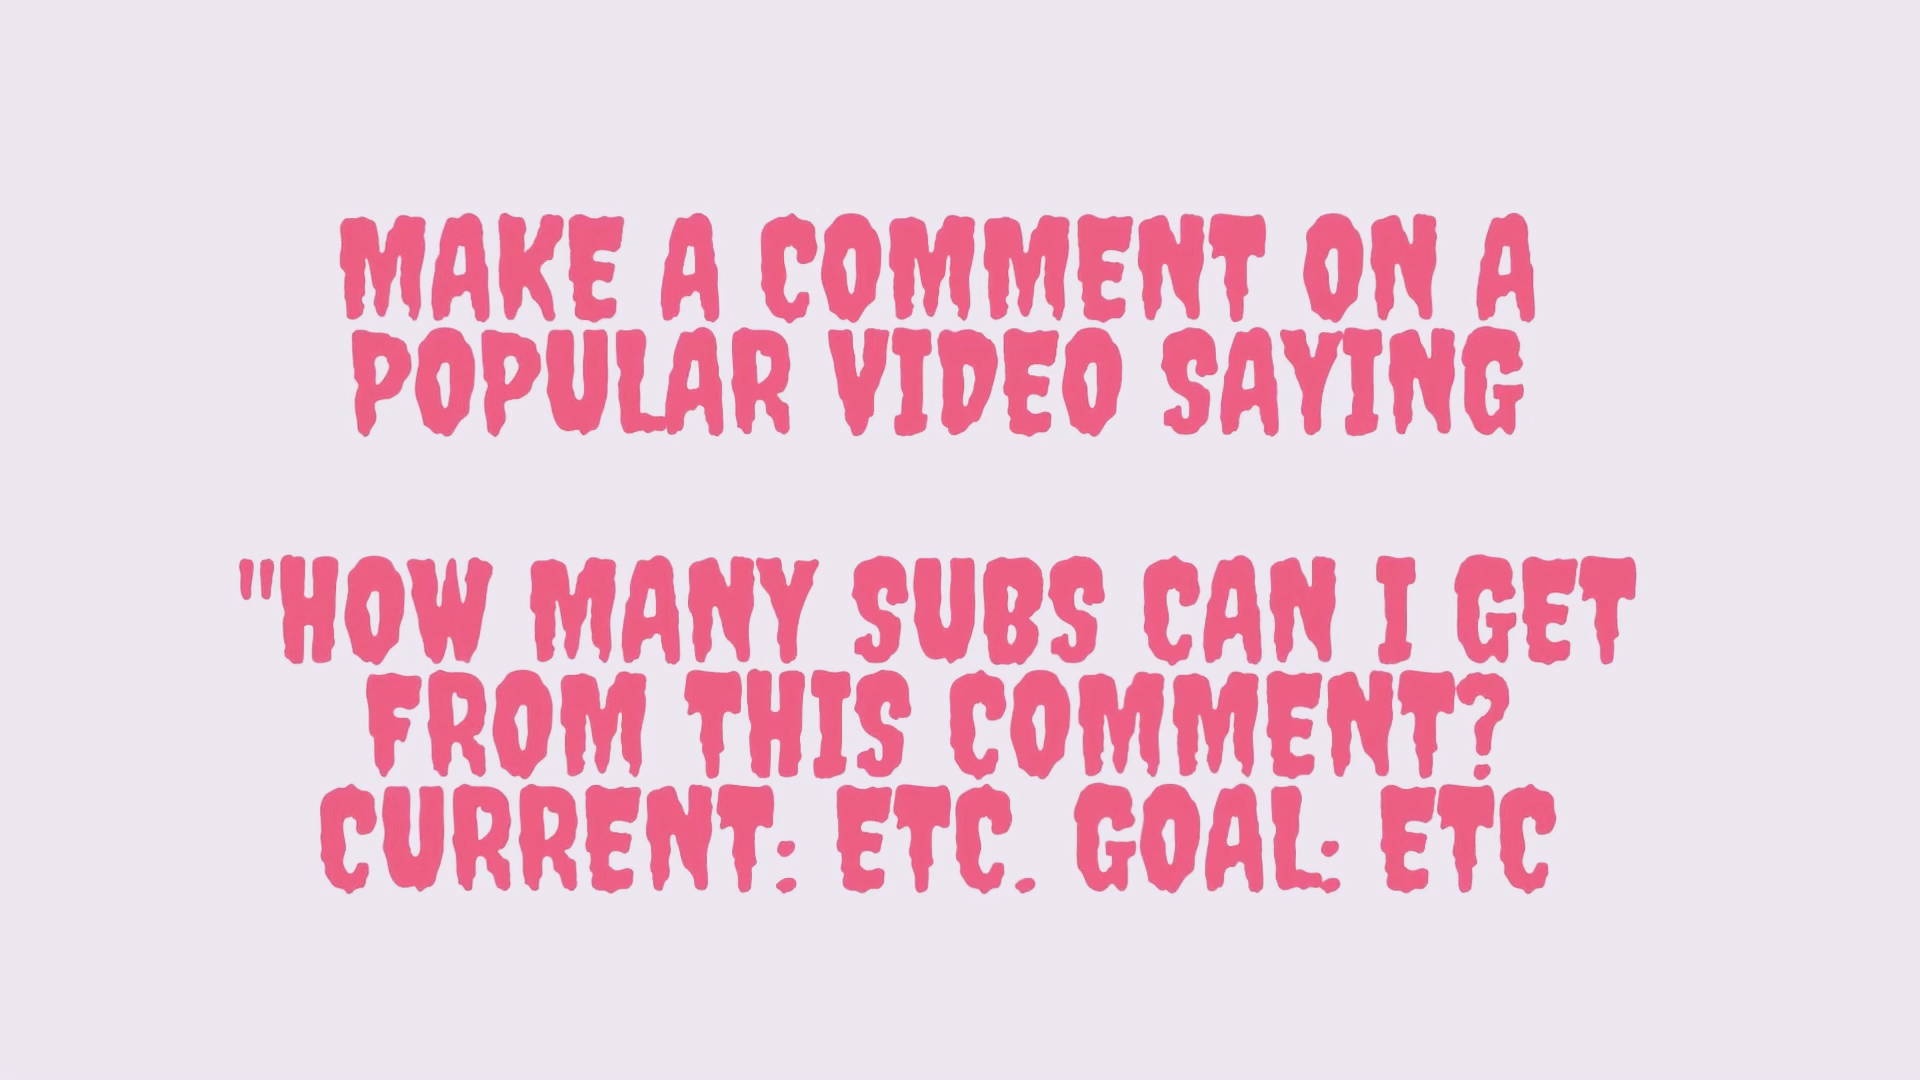 MAKE A COMMENT ON A
POPULAR VIDEO SAYING
"HOW MANY SUBS CAN I GET
FROM THIS COMMENT?
CURRENT: ETC. GOAL: ETC